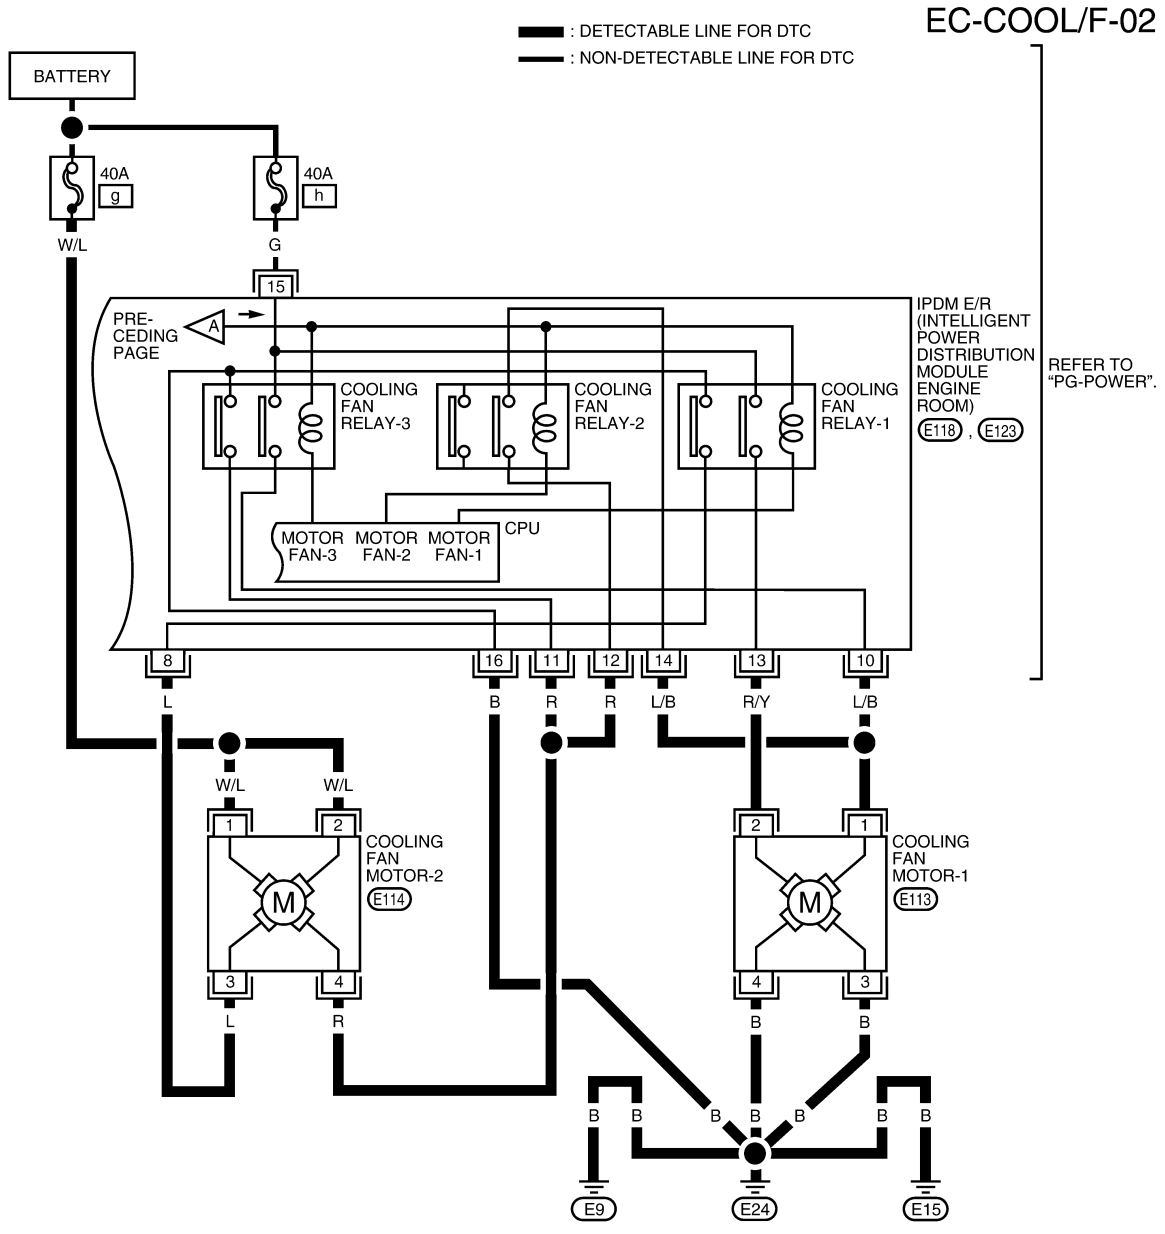 EC-COOL/F-02
: DETECTABLE LINE FOR DTC
: NON-DETECTABLE LINE FOR DTC
BATTERY
40A
g
40A
h
W/L
G
15
PRE-
CEDING
PAGE
A
COOLING
FAN
RELAY-3
COOLING
FAN
RELAY-2
COOLING
FAN
RELAY-1
IPDM E/R
(INTELLIGENT
POWER
DISTRIBUTION
MODULE
ENGINE
ROOM)
E118 , E123
REFER TO
“PG-POWER”.
CPU
MOTOR
FAN-3
MOTOR
FAN-2
MOTOR
FAN-1
8
16
11
12
14
13
10
L
B
R
R
L/B
R/Y
L/B
W/L
W/L
1
2
COOLING
FAN
MOTOR-2
E114
M
3
4
L
R
2
1
COOLING
FAN
MOTOR-1
E113
M
4
3
B
B
B
B
B
B
B
B
B
E9
E24
E15